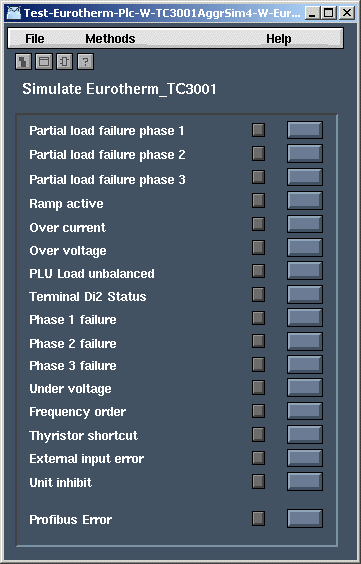 Test-Eurotherm-Plc-W-TC3001AggrSim4-W-Eur...
File Methods Help
?
Simulate Eurotherm_TC3001
Partial load failure phase 1
Partial load failure phase 2
Partial load failure phase 3
Ramp active
Over current
Over voltage
PLU Load unbalanced
Terminal Di2 Status
Phase 1 failure
Phase 2 failure
Phase 3 failure
Under voltage
Frequency order
Thyristor shortcut
External input error
Unit inhibit
Profibus Error